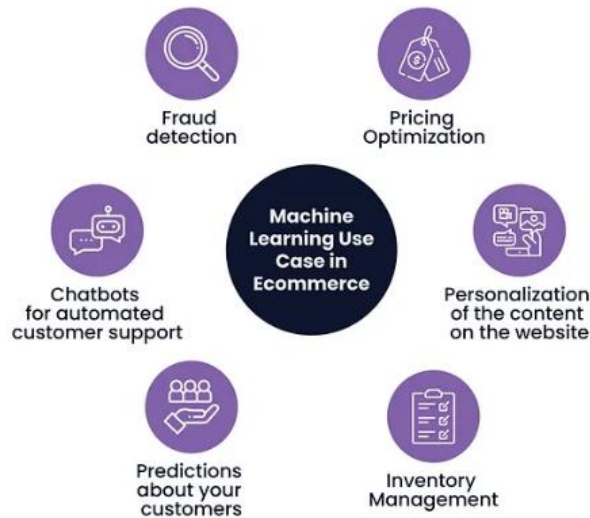 Fraud
detection
Pricing
Optimization
Machine
Learning Use
Case in
Ecommerce
Chatbots
for automated
customer support
Personalization
of the content
on the website
Predictions
about your
customers
Inventory
Management